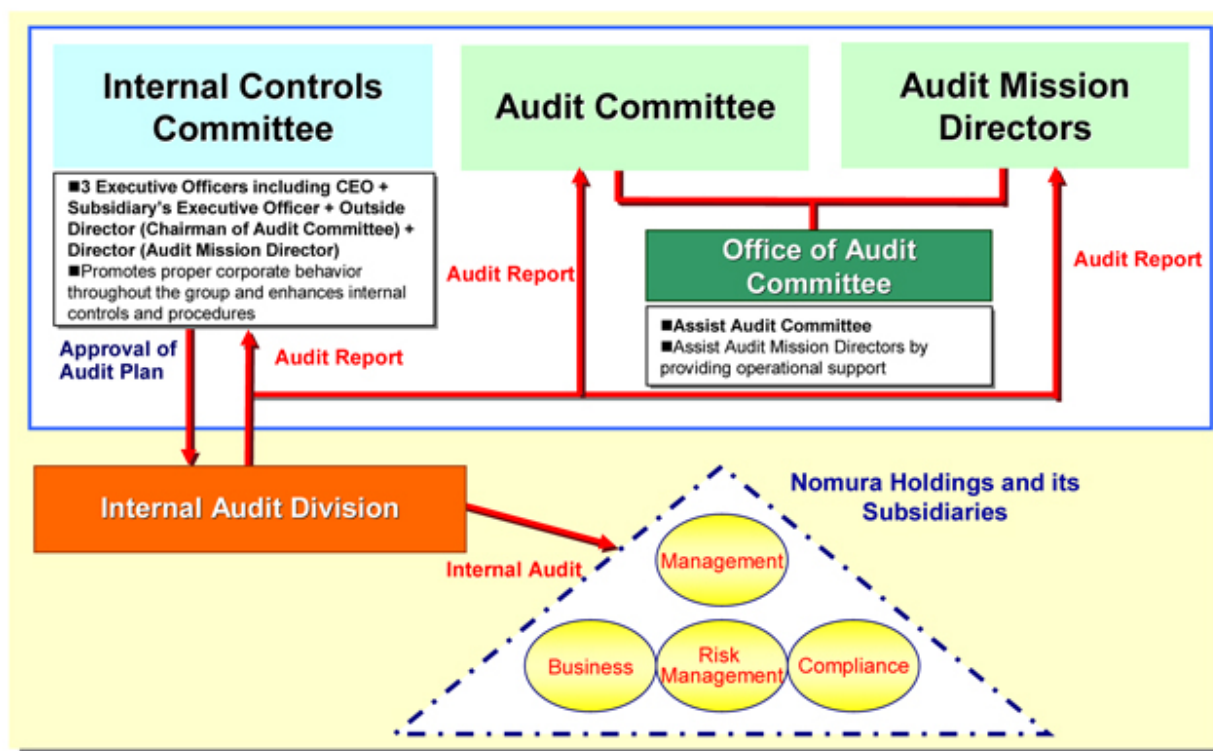 Internal Controls
Committee
Audit Committee
Audit Mission
Directors
■3 Executive Officers including CEO +
Subsidiary's Executive Officer + Outside
Director (Chairman of Audit Committee) +
Director (Audit Mission Director)
■Promotes proper corporate behavior
throughout the group and enhances internal
controls and procedures
Audit Report
Office of Audit
Committee
Audit Report
■Assist Audit Committee
■Assist Audit Mission Directors by
providing operational support
Approval of
Audit Plan
Audit Report
Internal Audit Division
Nomura Holdings and its
Subsidiaries
Internal Audit
Management
Business
Risk
Management
Compliance